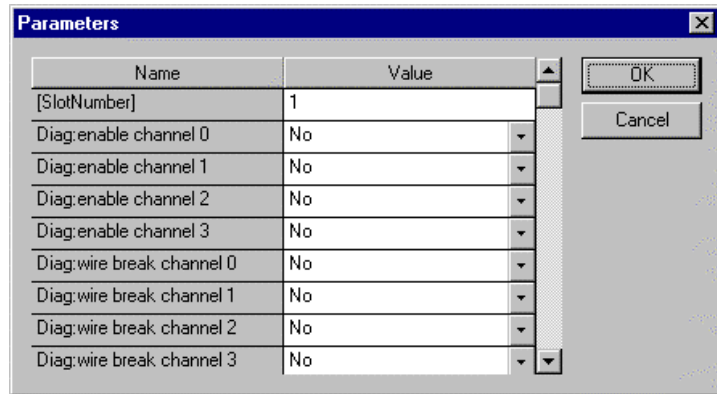 Parameters
Name Value
[SlotNumber] 1
Diag:enable channel 0 No
Diag:enable channel 1 No
Diag:enable channel 2 No
Diag:enable channel 3 No
Diag:wire break channel 0 No
Diag:wire break channel 1 No
Diag:wire break channel 2 No
Diag:wire break channel 3 No
OK
Cancel